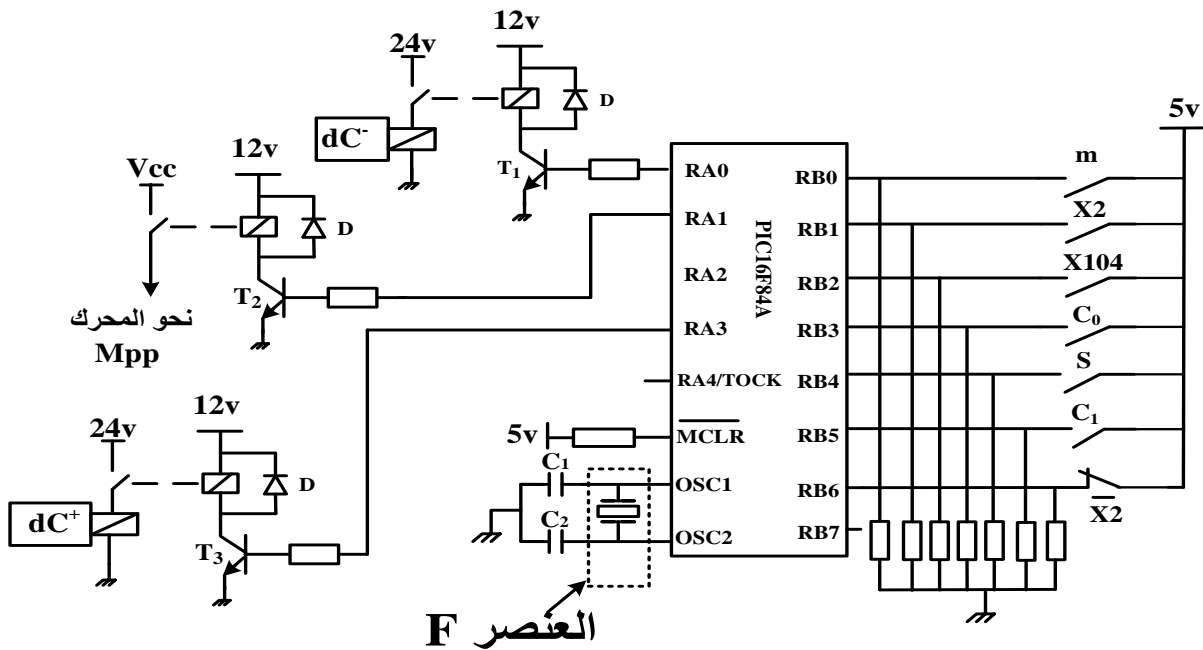 12v
24v
D
dC⁻
T₁
12v
Vcc
D
T₂
نحو المحرك
Mpp
12v
24v
D
dC⁺
T₃
5v
C₁
C₂
العنصر F
PIC16F84A
RA0
RA1
RA2
RA3
RA4/TOCK
MCLR
OSC1
OSC2
RB0
RB1
RB2
RB3
RB4
RB5
RB6
RB7
5v
m
X2
X104
C₀
S
C₁
X̅2̅